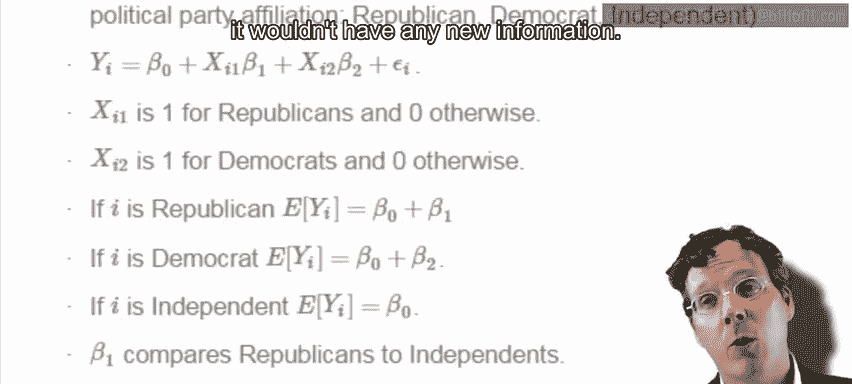 political party affiliation: Republican, Democrat, Independent)
it wouldn't have any new information.
· Yᵢ = β₀ + Xᵢ₁β₁ + Xᵢ₂β₂ + ϵᵢ.
· Xᵢ₁ is 1 for Republicans and 0 otherwise.
· Xᵢ₂ is 1 for Democrats and 0 otherwise.
· If i is Republican E[Yᵢ] = β₀ + β₁
· If i is Democrat E[Yᵢ] = β₀ + β₂.
· If i is Independent E[Yᵢ] = β₀.
· β₁ compares Republicans to Independents.